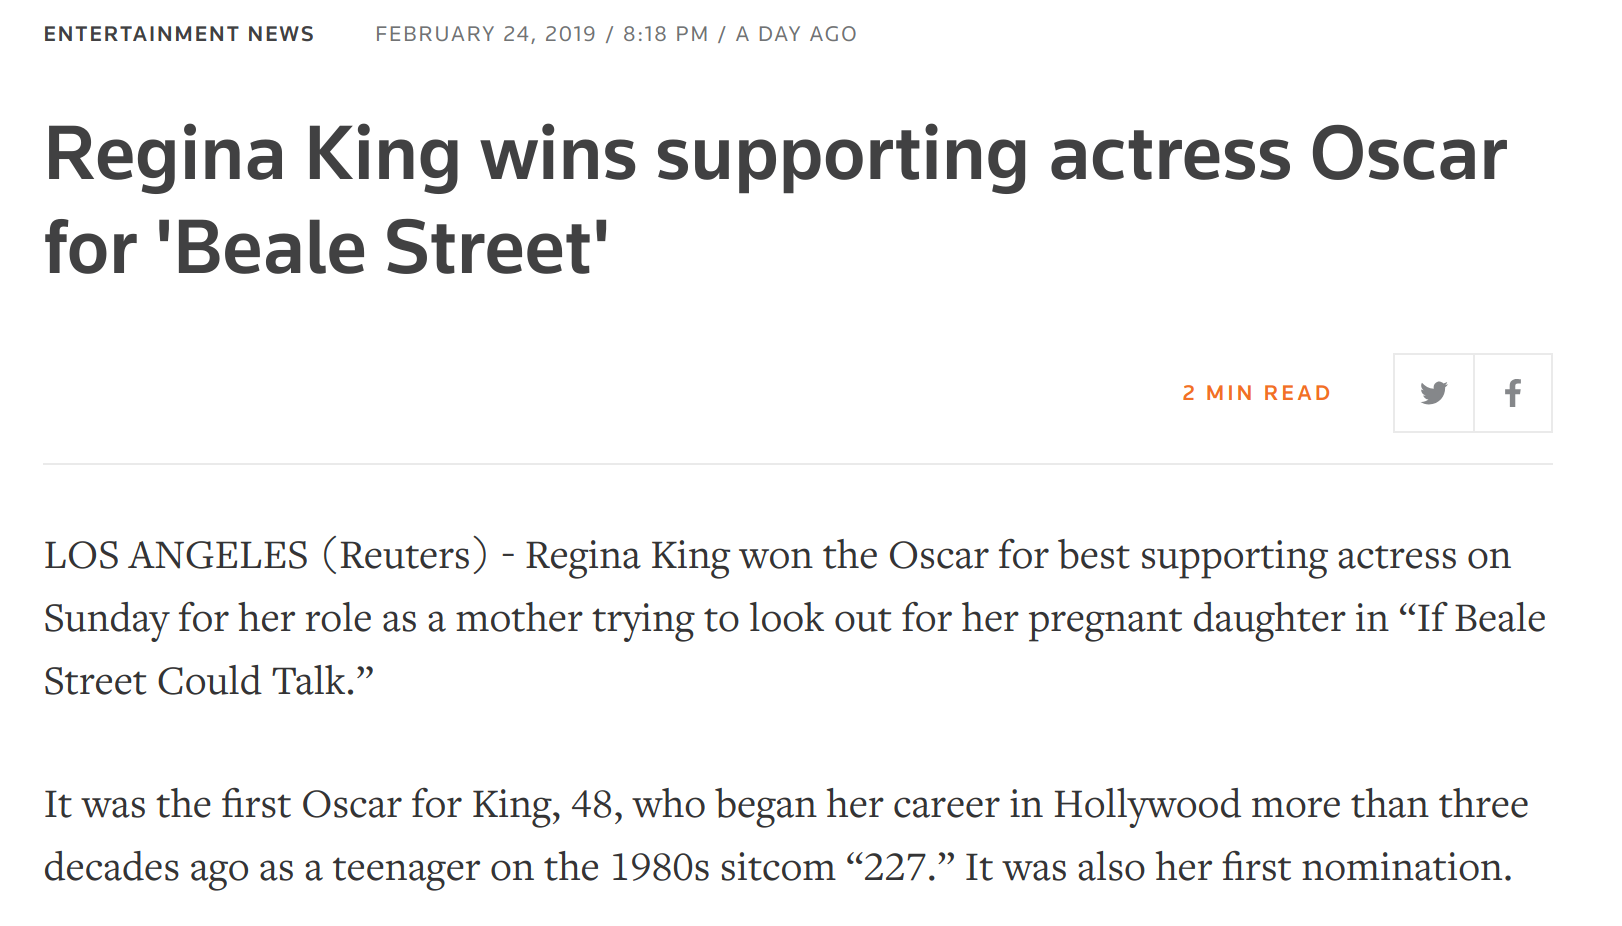 ENTERTAINMENT NEWS FEBRUARY 24, 2019 / 8:18 PM / A DAY AGO
Regina King wins supporting actress Oscar
for 'Beale Street'
2 MIN READ
LOS ANGELES (Reuters) - Regina King won the Oscar for best supporting actress on
Sunday for her role as a mother trying to look out for her pregnant daughter in “If Beale
Street Could Talk.”
It was the first Oscar for King, 48, who began her career in Hollywood more than three
decades ago as a teenager on the 1980s sitcom “227.” It was also her first nomination.